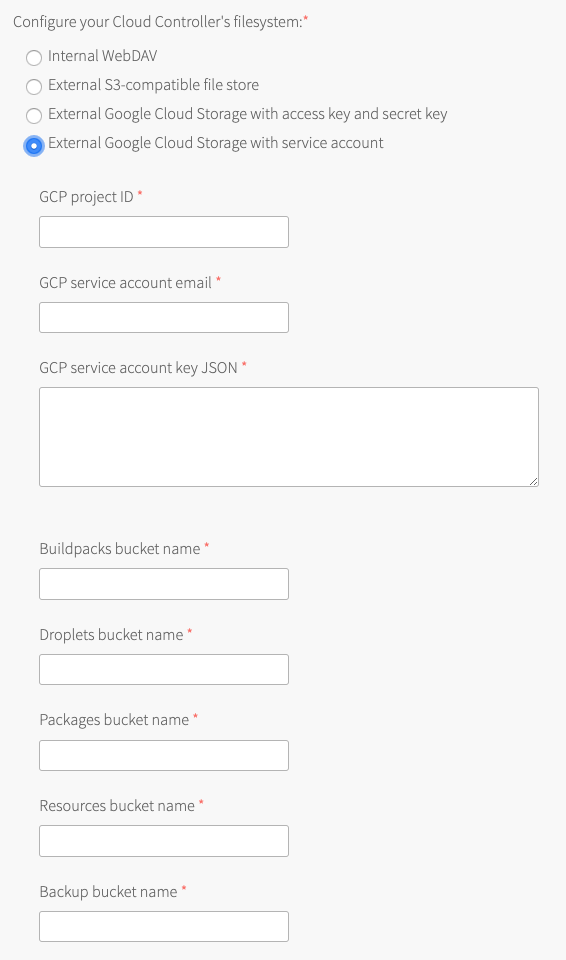 Configure your Cloud Controller's filesystem:*
Internal WebDAV
External S3-compatible file store
External Google Cloud Storage with access key and secret key
External Google Cloud Storage with service account
GCP project ID *
GCP service account email *
GCP service account key JSON *
Buildpacks bucket name *
Droplets bucket name *
Packages bucket name *
Resources bucket name *
Backup bucket name *